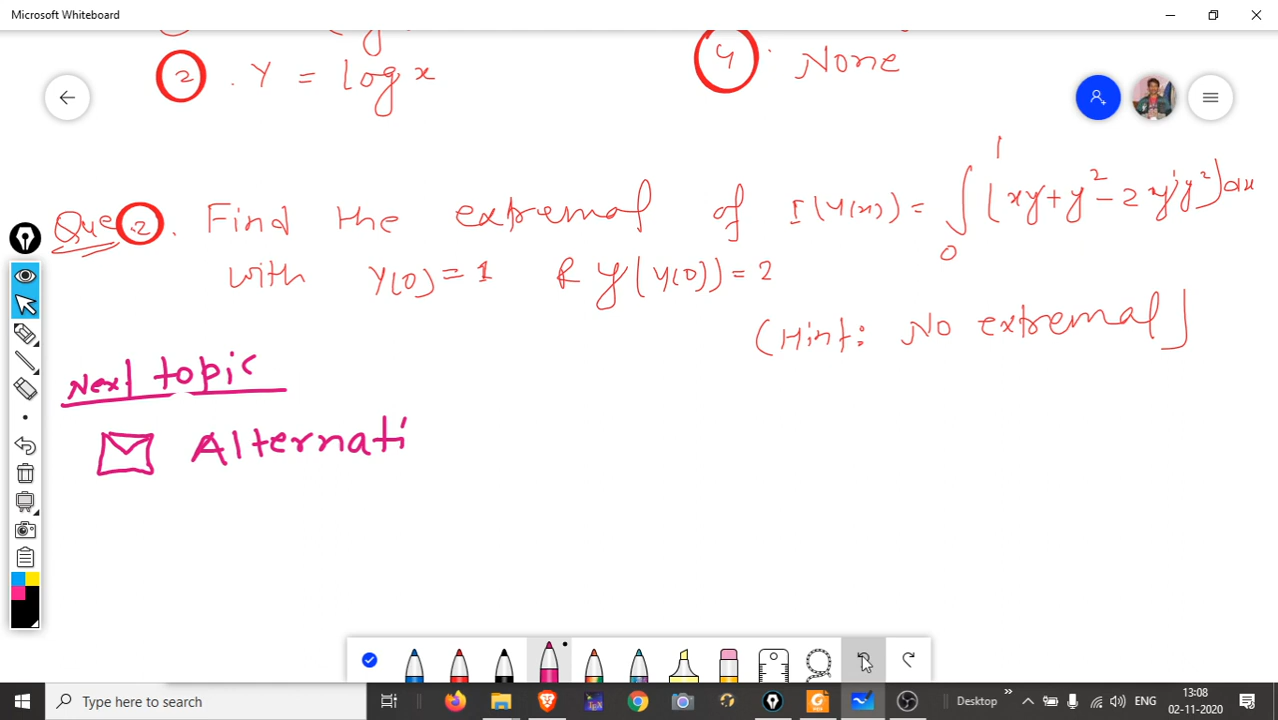 Microsoft Whiteboard
2 . Y = log x
4 . None
Que 2. Find the extremal of I(Y(x)) = ∫₀¹ (xy + y² - 2y²y')dx
with Y(0) = 1 & y(y(0)) = 2
(Hint: No extremal]
Next topic
Alternati
Type here to search
Desktop
ENG
13:08
02-11-2020